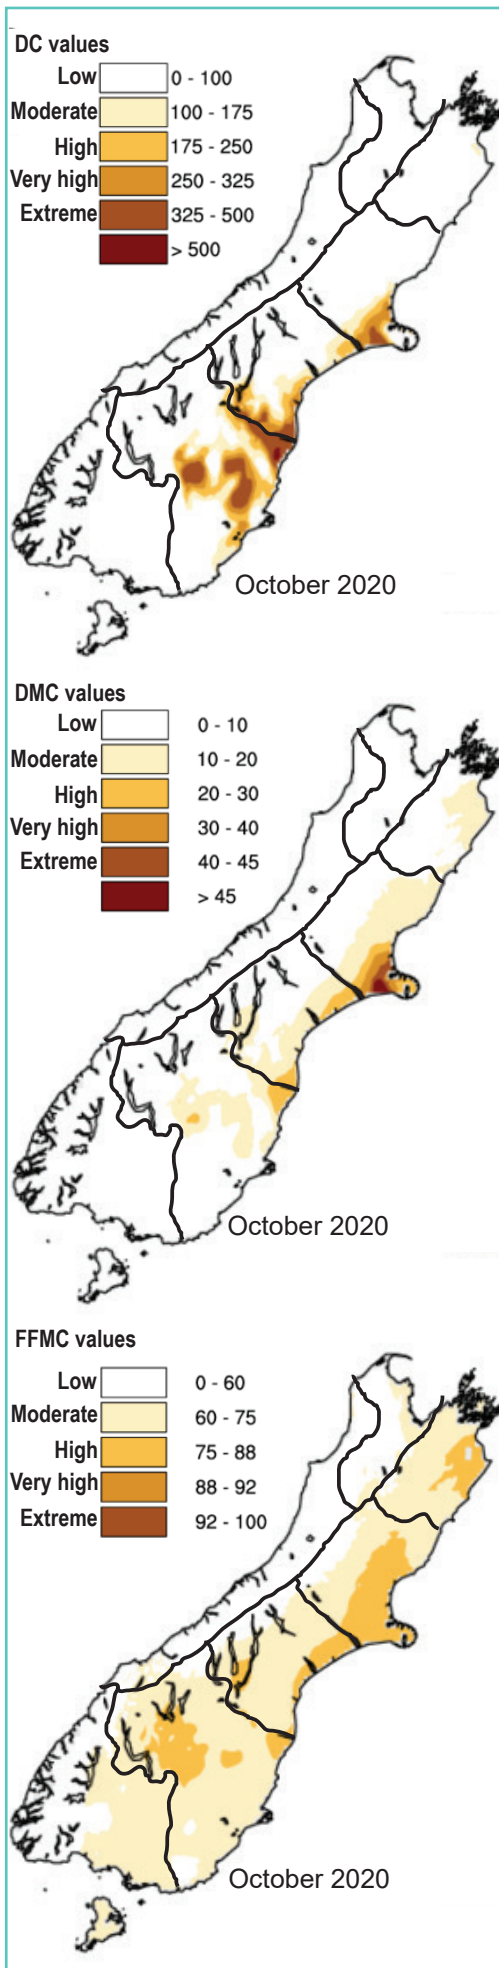 DC values
Low 0 - 100
Moderate 100 - 175
High 175 - 250
Very high 250 - 325
Extreme 325 - 500
> 500
October 2020
DMC values
Low 0 - 10
Moderate 10 - 20
High 20 - 30
Very high 30 - 40
Extreme 40 - 45
> 45
October 2020
FFMC values
Low 0 - 60
Moderate 60 - 75
High 75 - 88
Very high 88 - 92
Extreme 92 - 100
October 2020